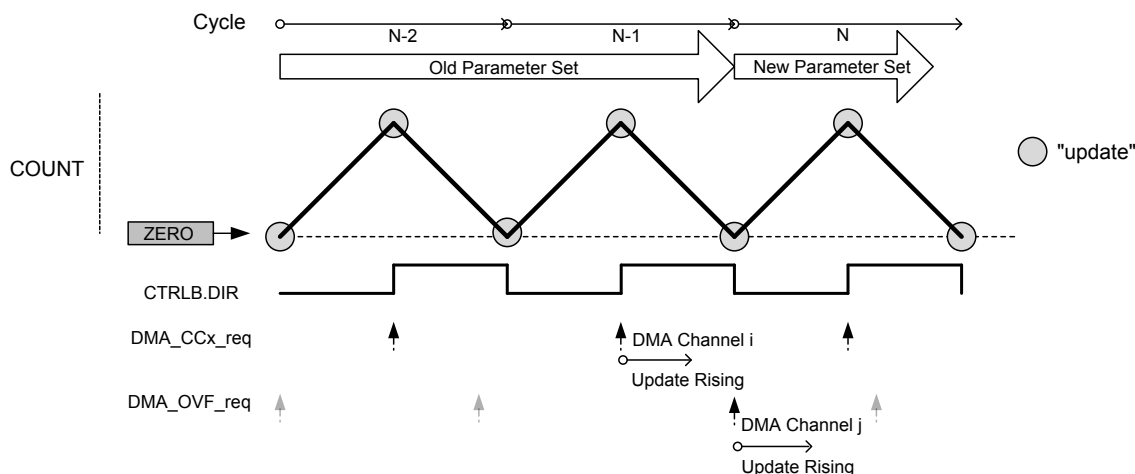 Cycle
N-2
N-1
N
Old Parameter Set
New Parameter Set
COUNT
"update"
ZERO
CTRLB.DIR
DMA_CCx_req
DMA Channel i
Update Rising
DMA_OVF_req
DMA Channel j
Update Rising